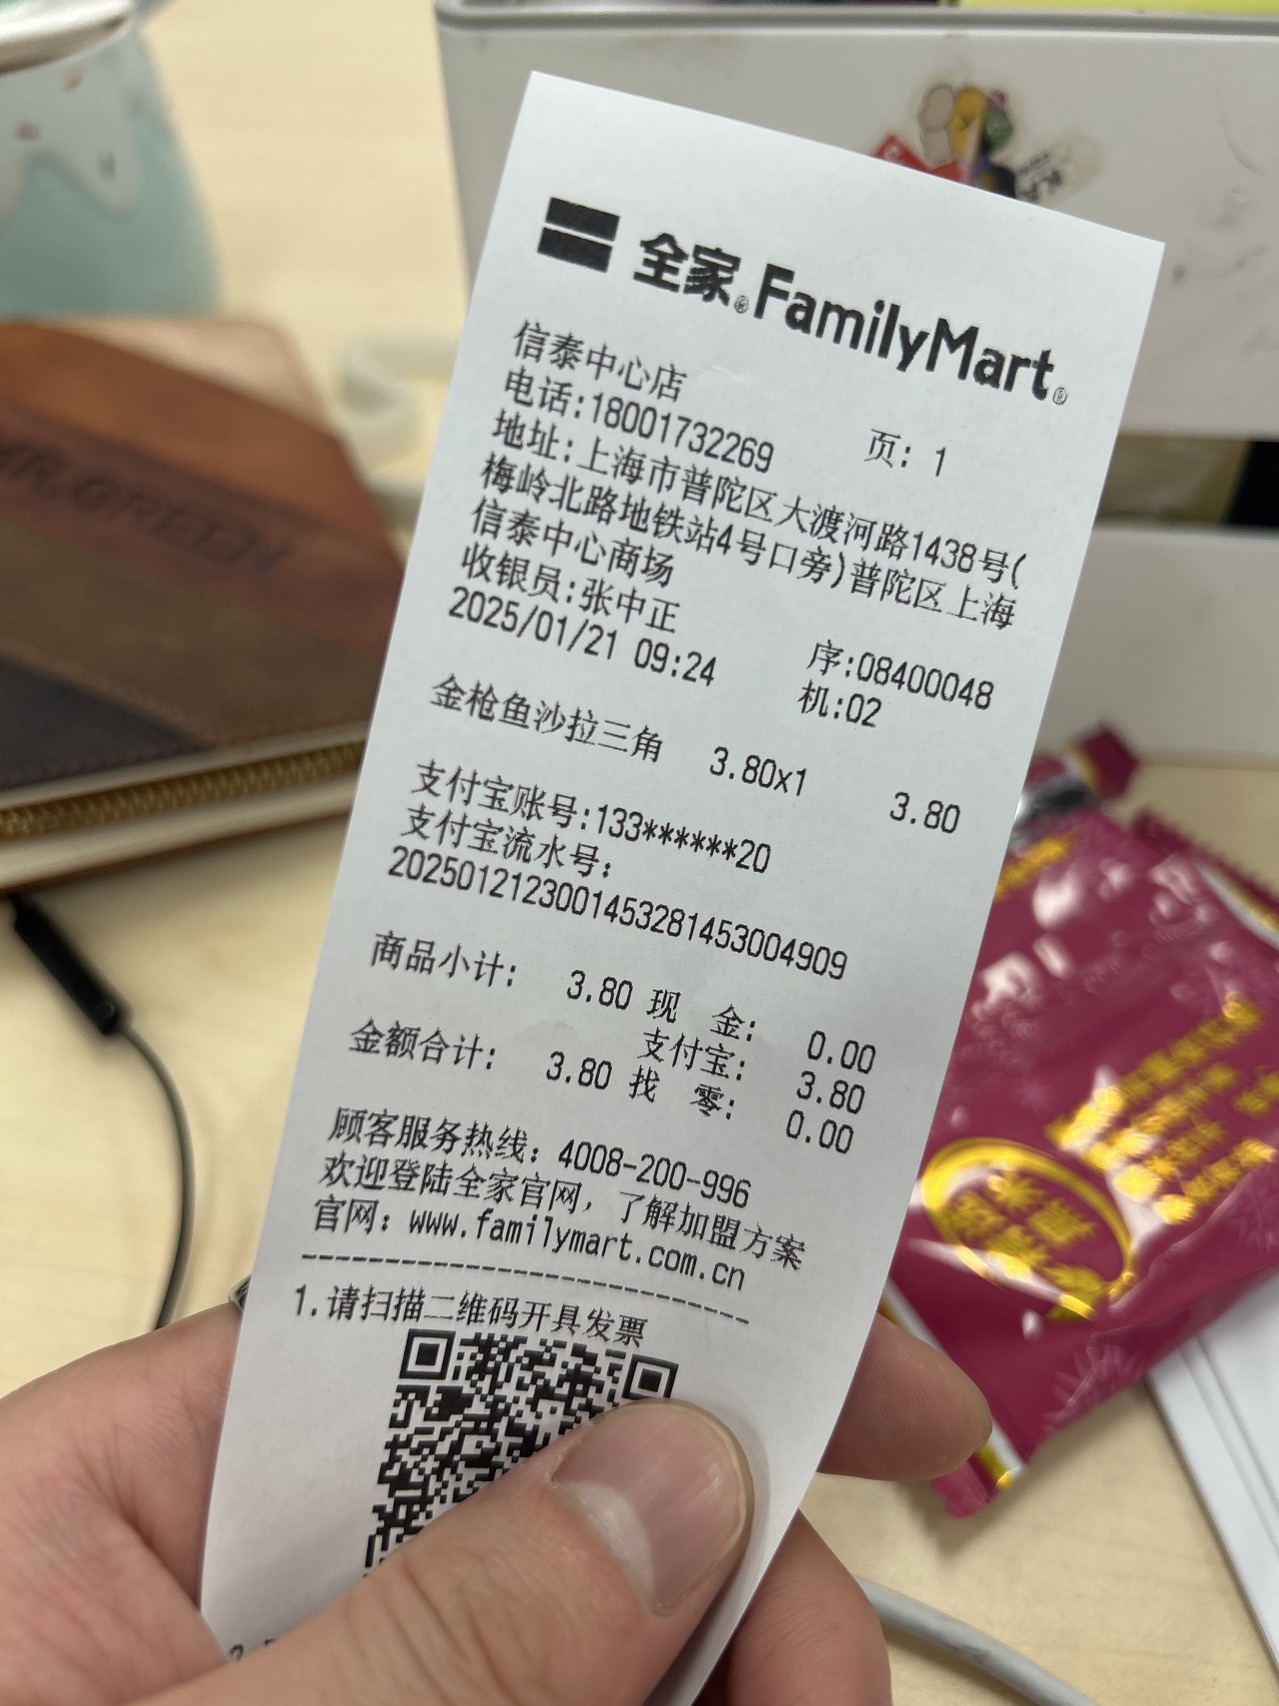 全家® FamilyMart®
信泰中心店
电话:18001732269 页: 1
地址:上海市普陀区大渡河路1438号(
梅岭北路地铁站4号口旁)普陀区上海
信泰中心商场
收银员:张中正 序:08400048
2025/01/21 09:24 机:02
金枪鱼沙拉三角 3.80x1 3.80
支付宝账号:133******20
支付宝流水号:
2025012123001453281453004909
商品小计: 3.80 现 金: 0.00
支付宝: 3.80
金额合计: 3.80 找 零: 0.00
顾客服务热线: 4008-200-996
欢迎登陆全家官网, 了解加盟方案
官网: www.familymart.com.cn
1.请扫描二维码开具发票
MR.GREEN